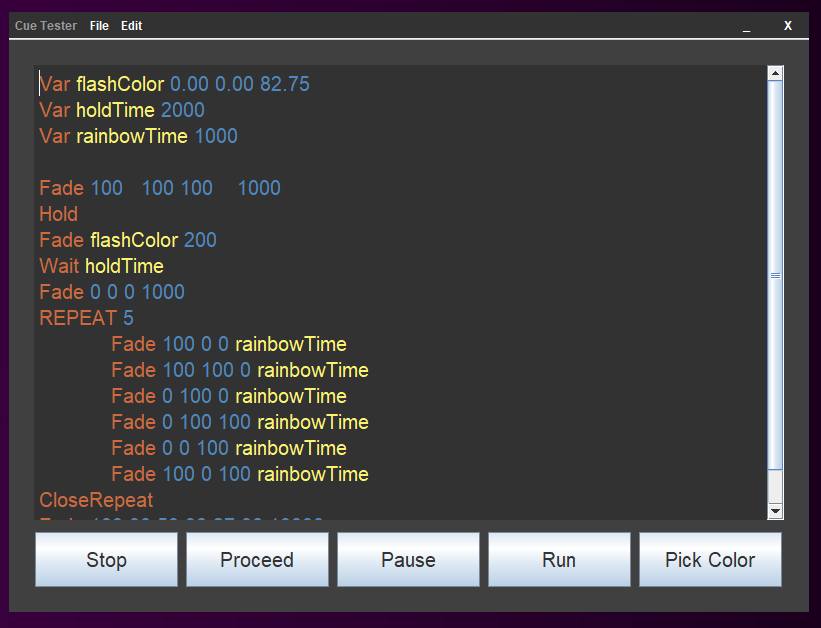 Cue Tester File Edit _ X
Var flashColor 0.00 0.00 82.75
Var holdTime 2000
Var rainbowTime 1000
Fade 100 100 100 1000
Hold
Fade flashColor 200
Wait holdTime
Fade 0 0 0 1000
REPEAT 5
Fade 100 0 0 rainbowTime
Fade 100 100 0 rainbowTime
Fade 0 100 0 rainbowTime
Fade 0 100 100 rainbowTime
Fade 0 0 100 rainbowTime
Fade 100 0 100 rainbowTime
CloseRepeat
Stop Proceed Pause Run Pick Color